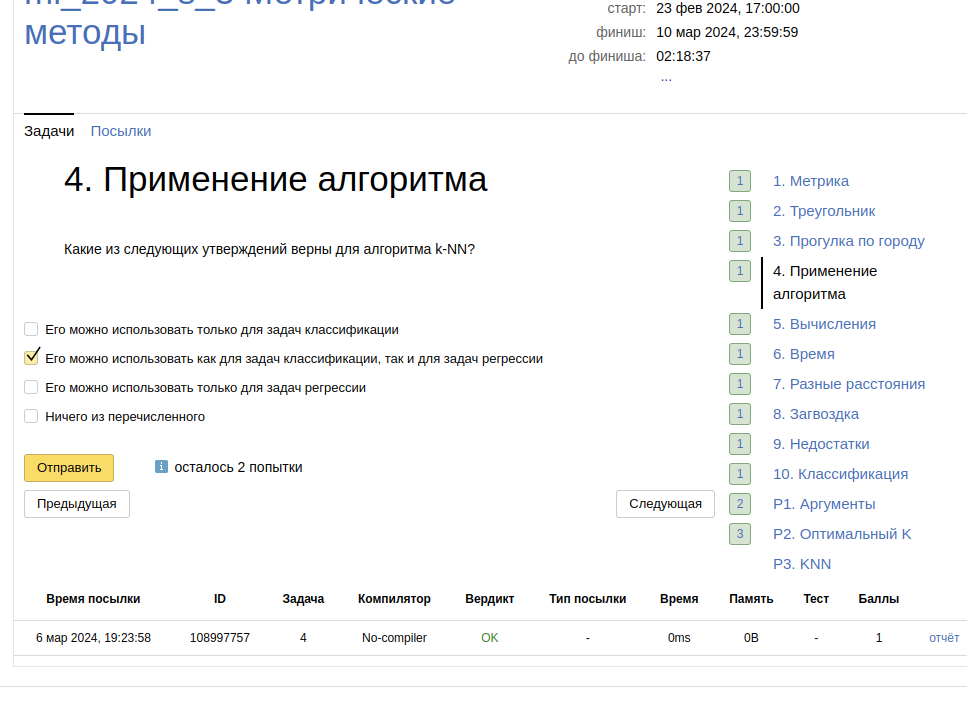 ml_2024_s_3 Метрические
методы
старт: 23 фев 2024, 17:00:00
финиш: 10 мар 2024, 23:59:59
до финиша: 02:18:37
...
Задачи Посылки
4. Применение алгоритма
Какие из следующих утверждений верны для алгоритма k-NN?
Его можно использовать только для задач классификации
Его можно использовать как для задач классификации, так и для задач регрессии
Его можно использовать только для задач регрессии
Ничего из перечисленного
Отправить i осталось 2 попытки
Предыдущая Следующая
1 1. Метрика
1 2. Треугольник
1 3. Прогулка по городу
1 4. Применение
алгоритма
1 5. Вычисления
1 6. Время
1 7. Разные расстояния
1 8. Загвоздка
1 9. Недостатки
1 10. Классификация
2 P1. Аргументы
3 P2. Оптимальный K
P3. KNN
Время посылки ID Задача Компилятор Вердикт Тип посылки Время Память Тест Баллы
6 мар 2024, 19:23:58 108997757 4 No-compiler OK - 0ms 0B - 1 отчёт